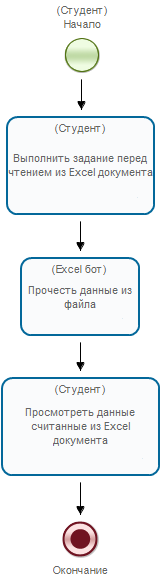 (Студент)
Начало
(Студент)
Выполнить задание перед
чтением из Excel документа
(Excel бот)
Прочесть данные из
файла
(Студент)
Просмотреть данные
считанные из Excel
документа
Окончание